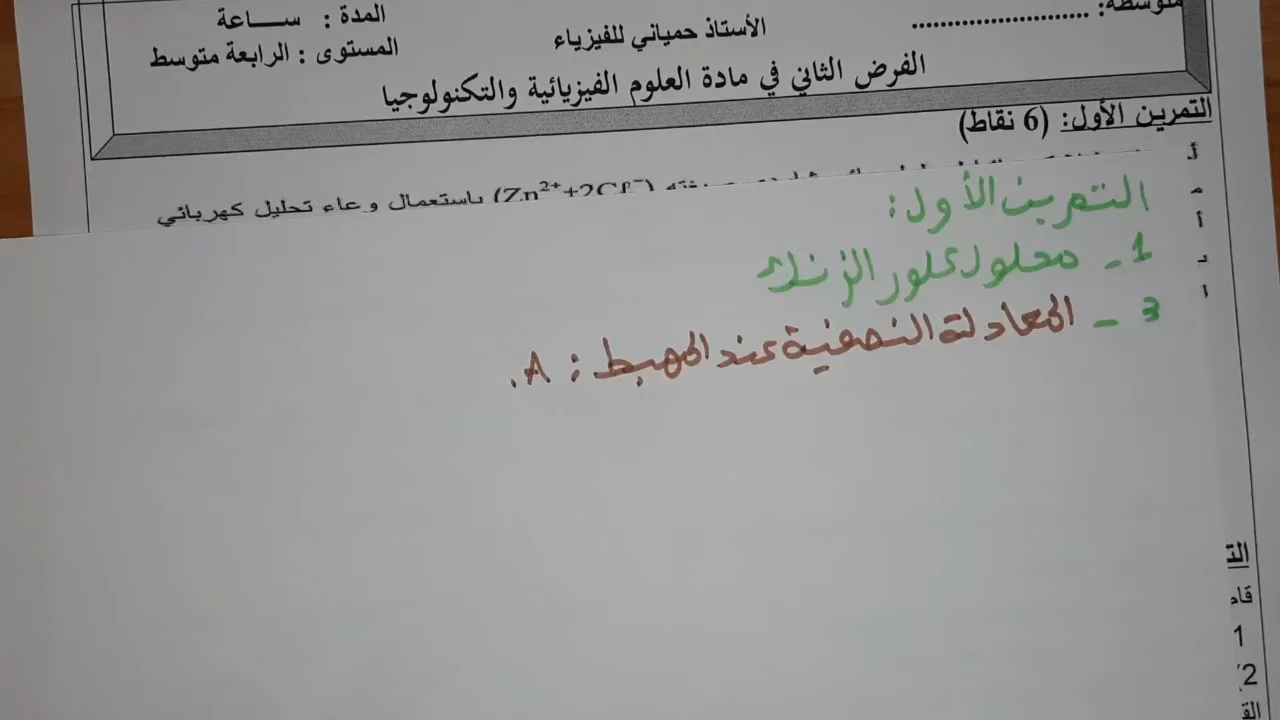 متوسطة: ........................
الأستاذ حمياني للفيزياء
المدة : ســــاعة
المستوى : الرابعة متوسط
الفرض الثاني في مادة العلوم الفيزيائية والتكنولوجيا
التمرين الأول: (6 نقاط)
(Zn²⁺+2Cℓ⁻) باستعمال وعاء تحليل كهربائي
التمرين الأول:
1 - محلول كلور الزنك
3 - المعادلة النصفية عند المهبط : A.
1
2)